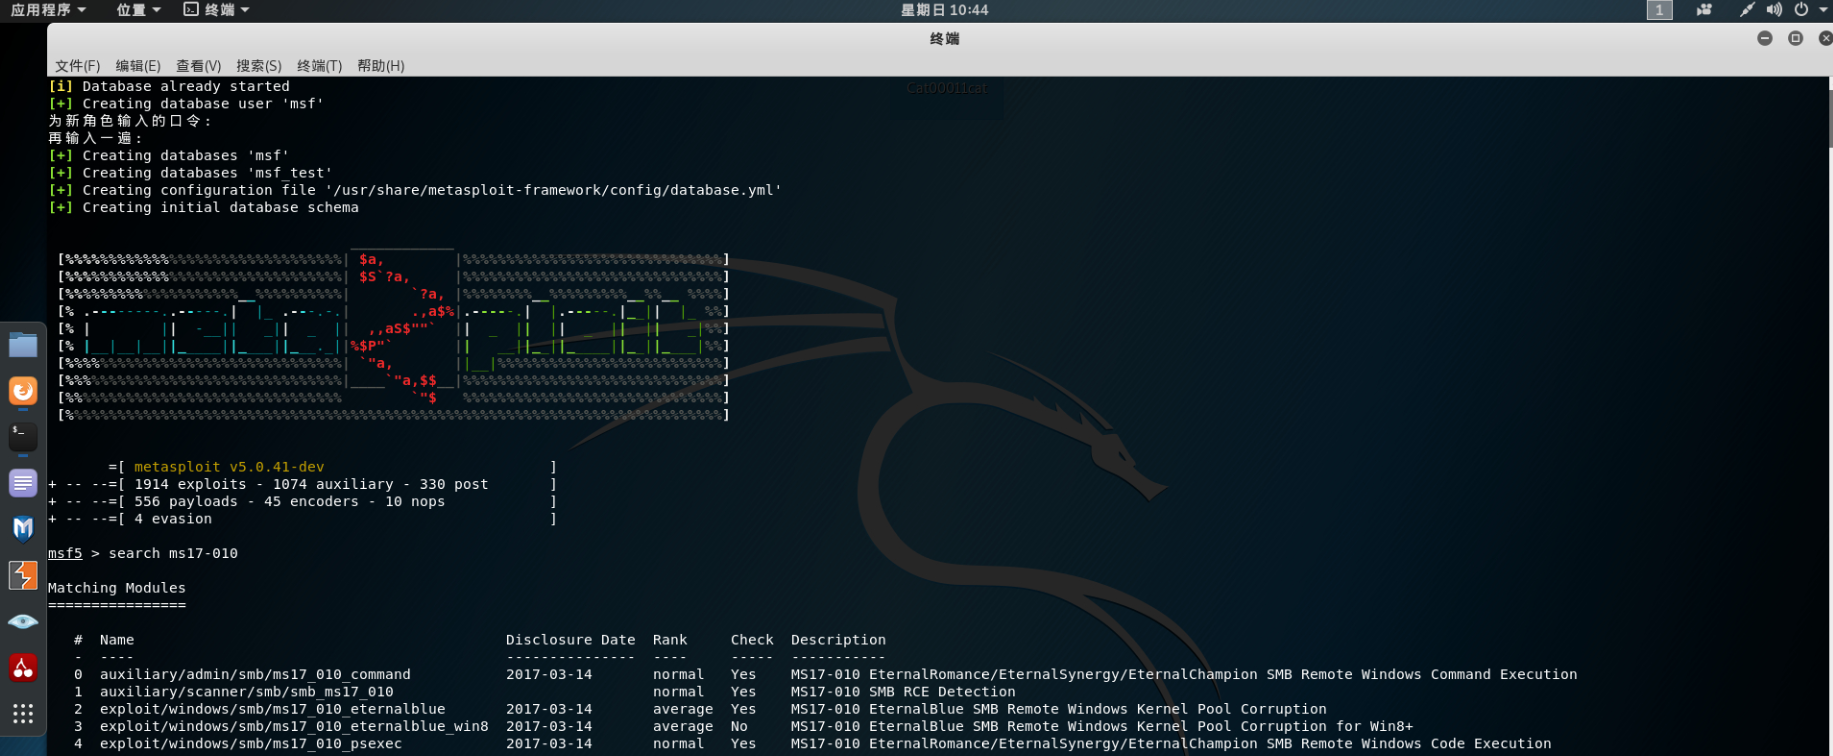 应用程序 位置 终端 星期日 10:44 1
终端
文件(F) 编辑(E) 查看(V) 搜索(S) 终端(T) 帮助(H)
[i] Database already started
Cat00011cat
[+] Creating database user 'msf'
为新角色输入的口令:
再输入一遍:
[+] Creating databases 'msf'
[+] Creating databases 'msf_test'
[+] Creating configuration file '/usr/share/metasploit-framework/config/database.yml'
[+] Creating initial database schema
metasploit
=[ metasploit v5.0.41-dev ]
+ -- --=[ 1914 exploits - 1074 auxiliary - 330 post ]
+ -- --=[ 556 payloads - 45 encoders - 10 nops ]
+ -- --=[ 4 evasion ]
msf5 > search ms17-010
Matching Modules
================
# Name Disclosure Date Rank Check Description
- ---- --------------- ---- ----- -----------
0 auxiliary/admin/smb/ms17_010_command 2017-03-14 normal Yes MS17-010 EternalRomance/EternalSynergy/EternalChampion SMB Remote Windows Command Execution
1 auxiliary/scanner/smb/smb_ms17_010 normal Yes MS17-010 SMB RCE Detection
2 exploit/windows/smb/ms17_010_eternalblue 2017-03-14 average Yes MS17-010 EternalBlue SMB Remote Windows Kernel Pool Corruption
3 exploit/windows/smb/ms17_010_eternalblue_win8 2017-03-14 average No MS17-010 EternalBlue SMB Remote Windows Kernel Pool Corruption for Win8+
4 exploit/windows/smb/ms17_010_psexec 2017-03-14 normal Yes MS17-010 EternalRomance/EternalSynergy/EternalChampion SMB Remote Windows Code Execution